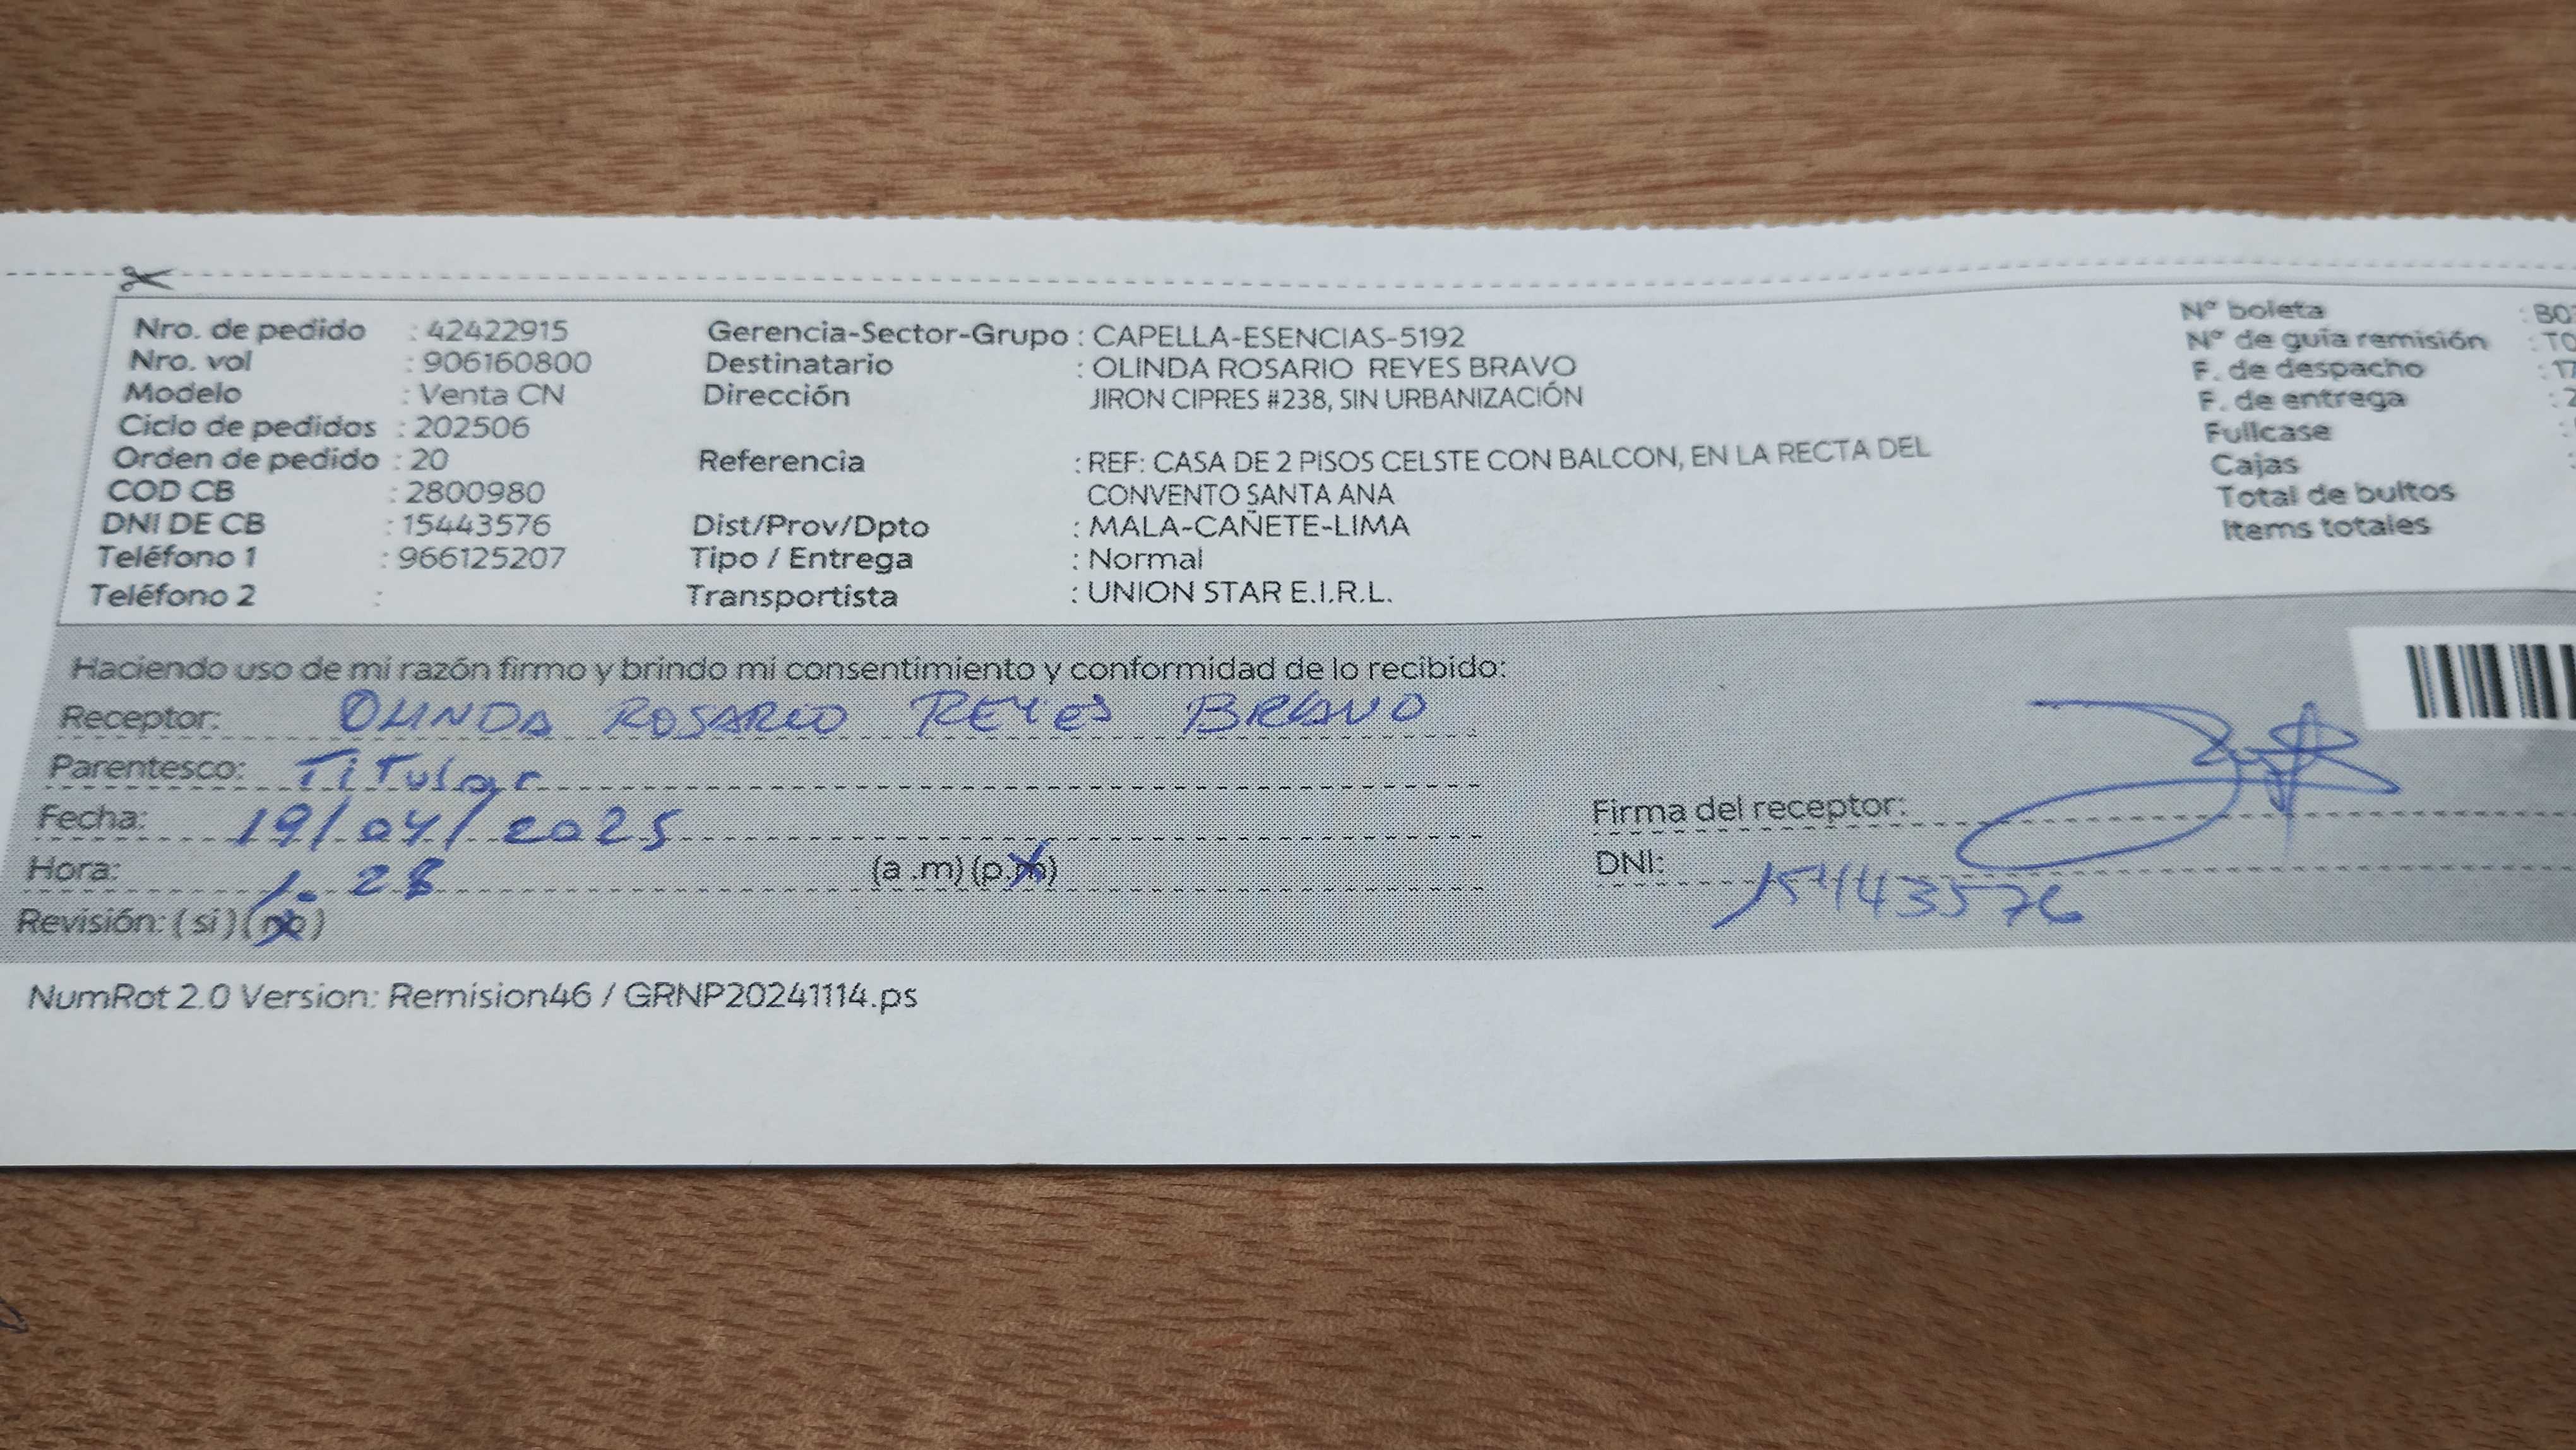 Nro. de pedido : 42422915
Nro. vol : 906160800
Modelo : Venta CN
Ciclo de pedidos : 202506
Orden de pedido : 20
COD CB : 2800980
DNI DE CB : 15443576
Teléfono 1 : 966125207
Teléfono 2 :
Gerencia-Sector-Grupo : CAPELLA-ESENCIAS-5192
Destinatario : OLINDA ROSARIO REYES BRAVO
Dirección JIRON CIPRES #238, SIN URBANIZACIÓN
Referencia : REF: CASA DE 2 PISOS CELSTE CON BALCON, EN LA RECTA DEL
CONVENTO SANTA ANA
Dist/Prov/Dpto : MALA-CAÑETE-LIMA
Tipo / Entrega : Normal
Transportista : UNION STAR E.I.R.L.
Nº boleta : B0
Nº de guía remisión : T0
F. de despacho : 17
F. de entrega : 2
Fullcase :
Cajas :
Total de bultos
Items totales
Haciendo uso de mi razón firmo y brindo mi consentimiento y conformidad de lo recibido:
Receptor: OLINDA ROSARIO REYES BRAVO
Parentesco: Titular
Fecha: 19/04/2025
Hora: 1:28 (a .m) (p.m)
Revisión: ( si ) ( no )
Firma del receptor:
DNI: 15443576
NumRot 2.0 Version: Remision46 / GRNP20241114.ps